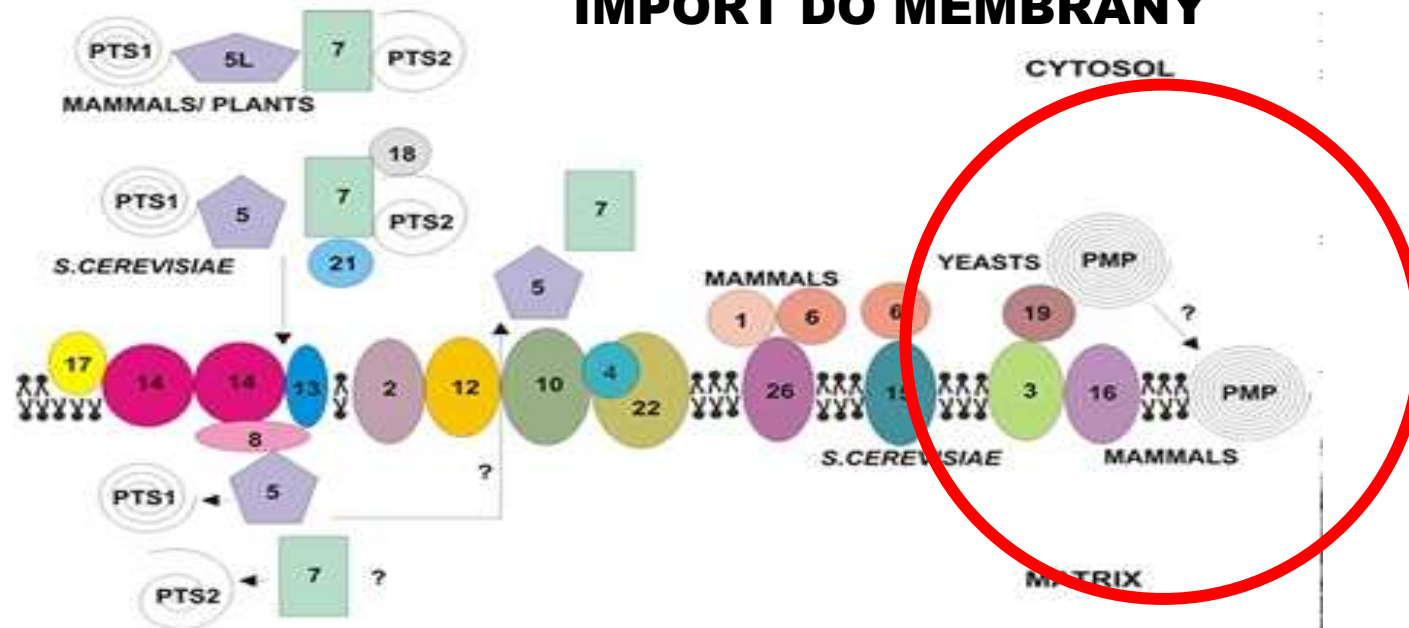 IMPORT DO MEMBRÁNY
PTS1
5L
7
PTS2
CYTOSOL
MAMMALS/ PLANTS
18
PTS1
5
7
PTS2
7
S.CEREVISIAE
21
5
MAMMALS
YEASTS
PMP
1
6
6
19
?
17
14
14
13
2
12
10
4
22
26
15
3
16
PMP
8
S.CEREVISIAE
MAMMALS
PTS1
5
?
7
?
PTS2
MATRIX